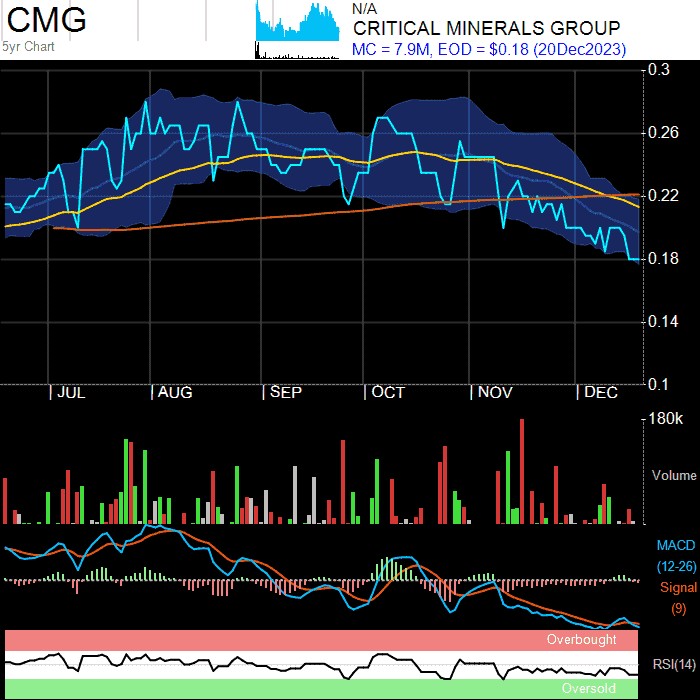 CMG
5yr Chart
N/A
CRITICAL MINERALS GROUP
MC = 7.9M, EOD = $0.18 (20Dec2023)
0.3
0.26
0.22
0.18
0.14
0.1
JUL AUG SEP OCT NOV DEC
180k
Volume
MACD
(12-26)
Signal
(9)
Overbought
RSI(14)
Oversold